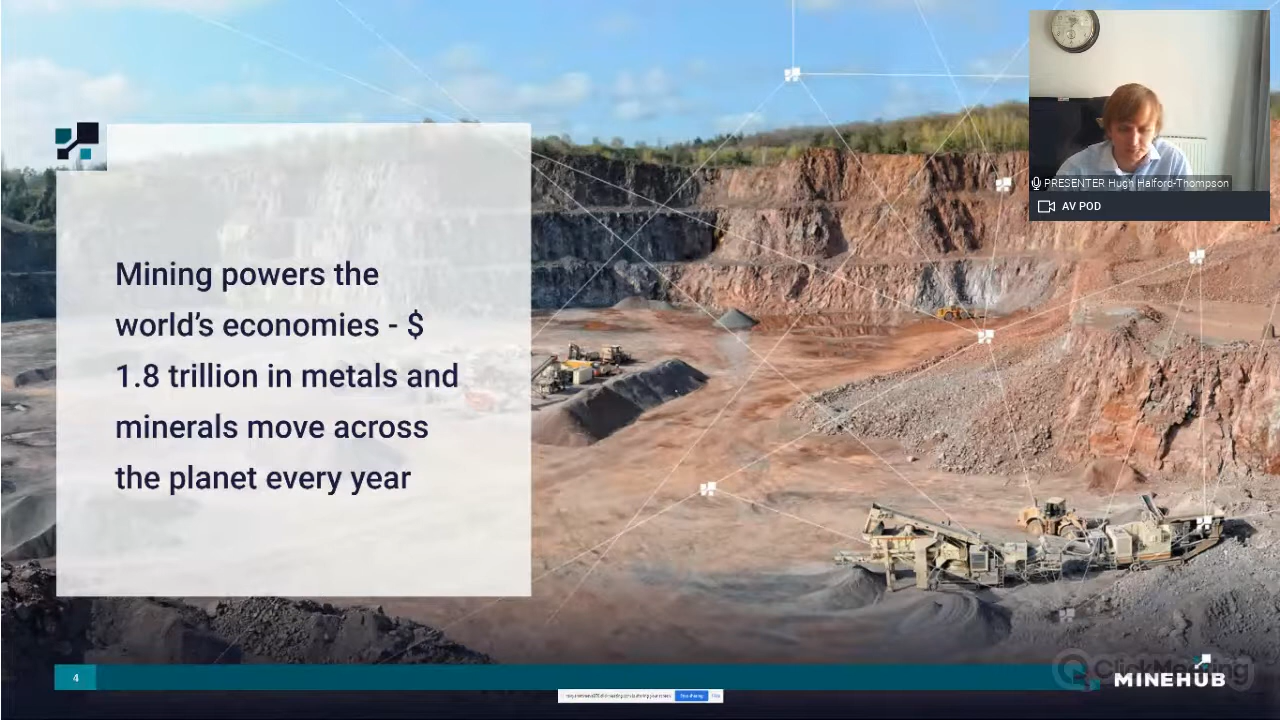 Mining powers the
world’s economies - $
1.8 trillion in metals and
minerals move across
the planet every year
PRESENTER Hugh Halford-Thompson
AV POD
4
ClickMeeting
MINEHUB